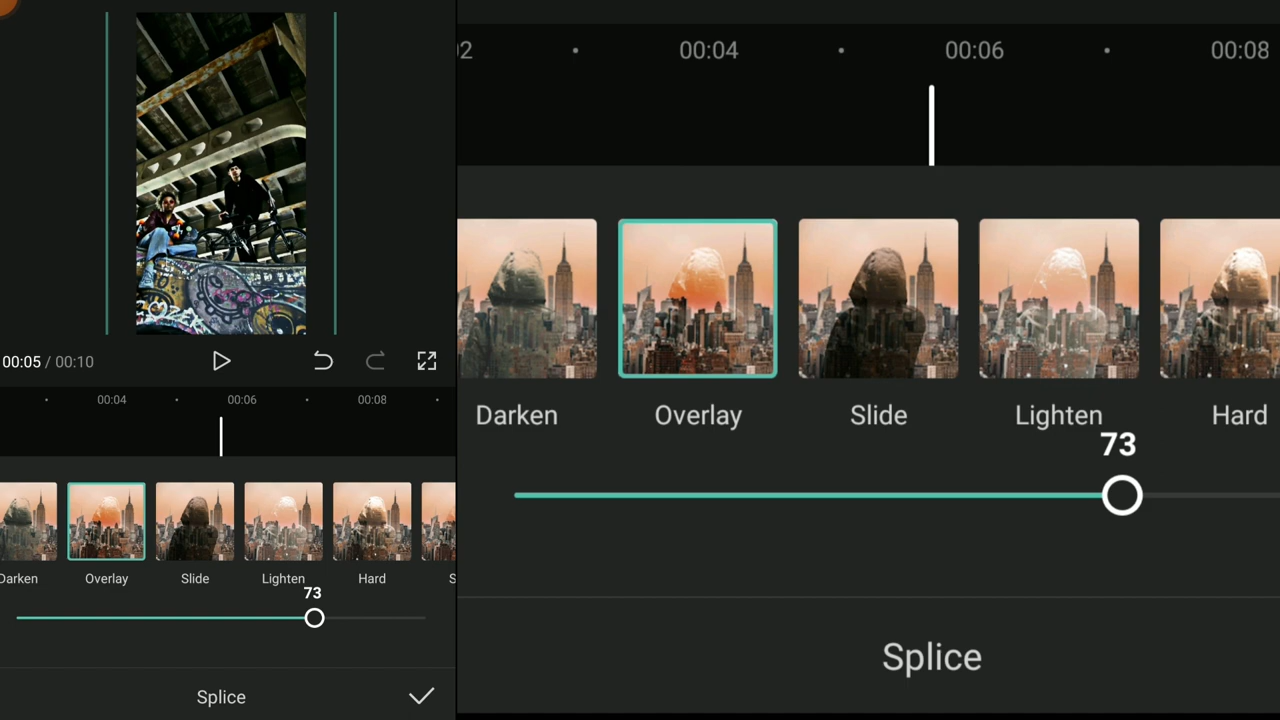 00:05 / 00:10
00:04 00:06 00:08
Darken Overlay Slide Lighten Hard S
73
Splice
02 00:04 00:06 00:08
Darken Overlay Slide Lighten Hard
73
Splice